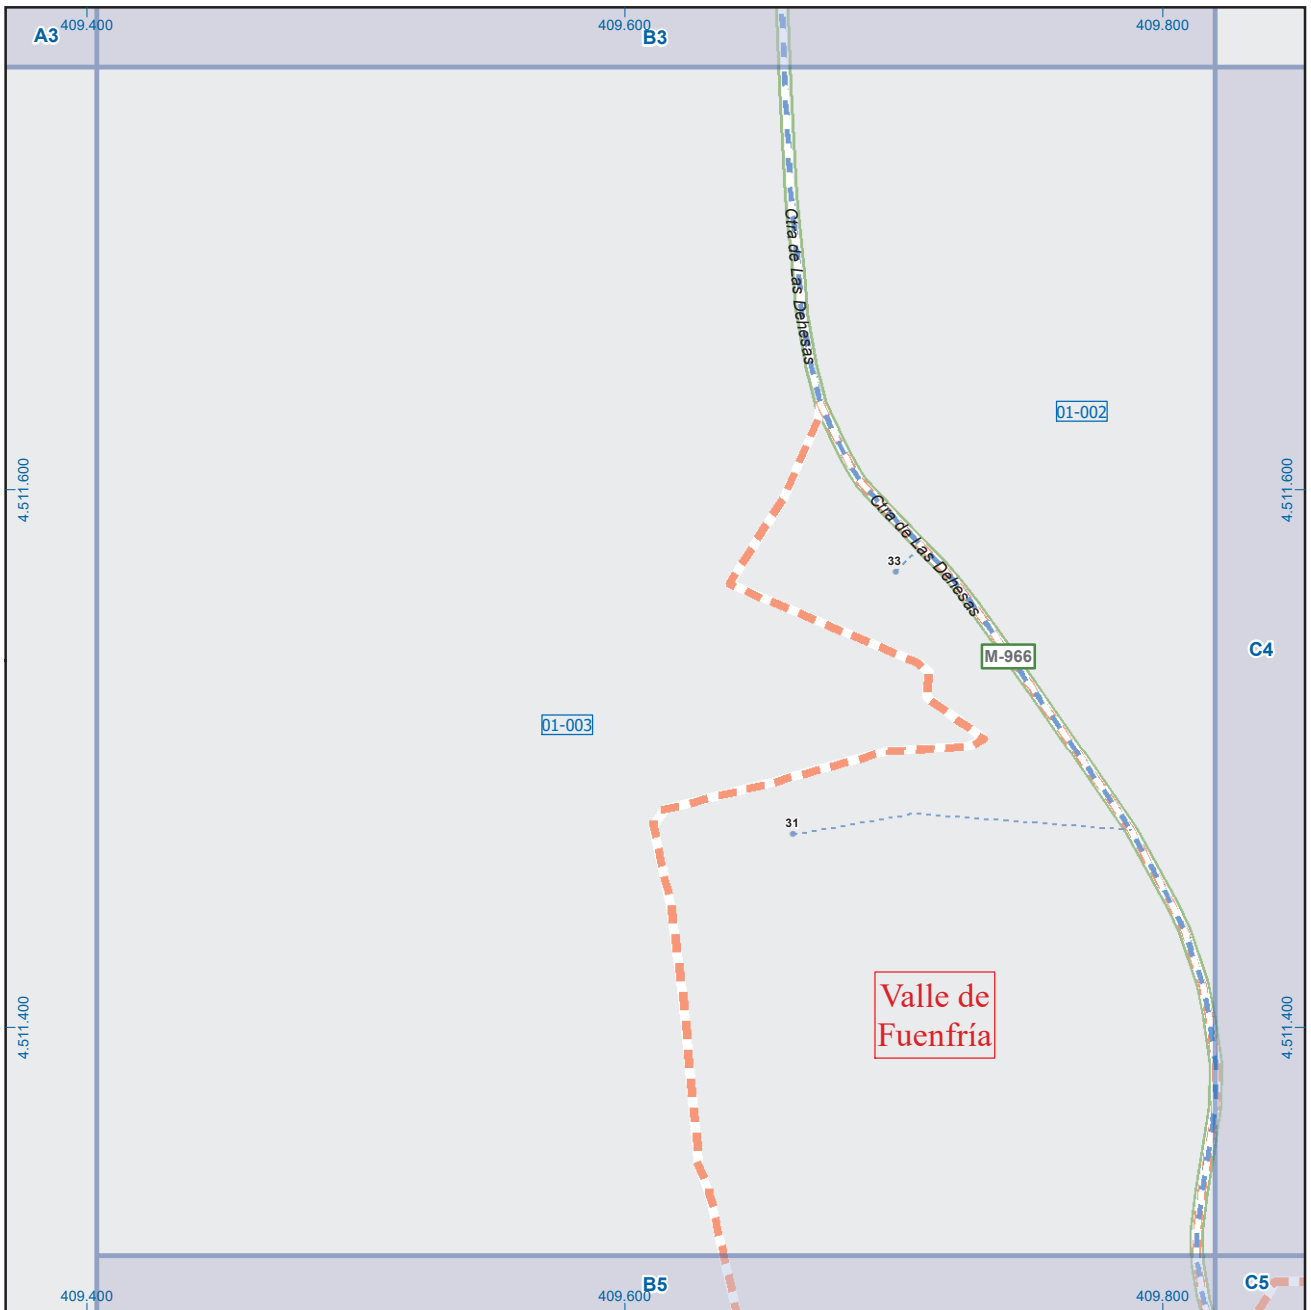 409.400
409.600
409.800
A3
B3
Ctra de Las Dehesas
01-002
4.511.600
4.511.600
Ctra de Las Dehesas
33
M-966
C4
01-003
31
Valle de
Fuenfría
4.511.400
4.511.400
B5
C5
409.400
409.600
409.800